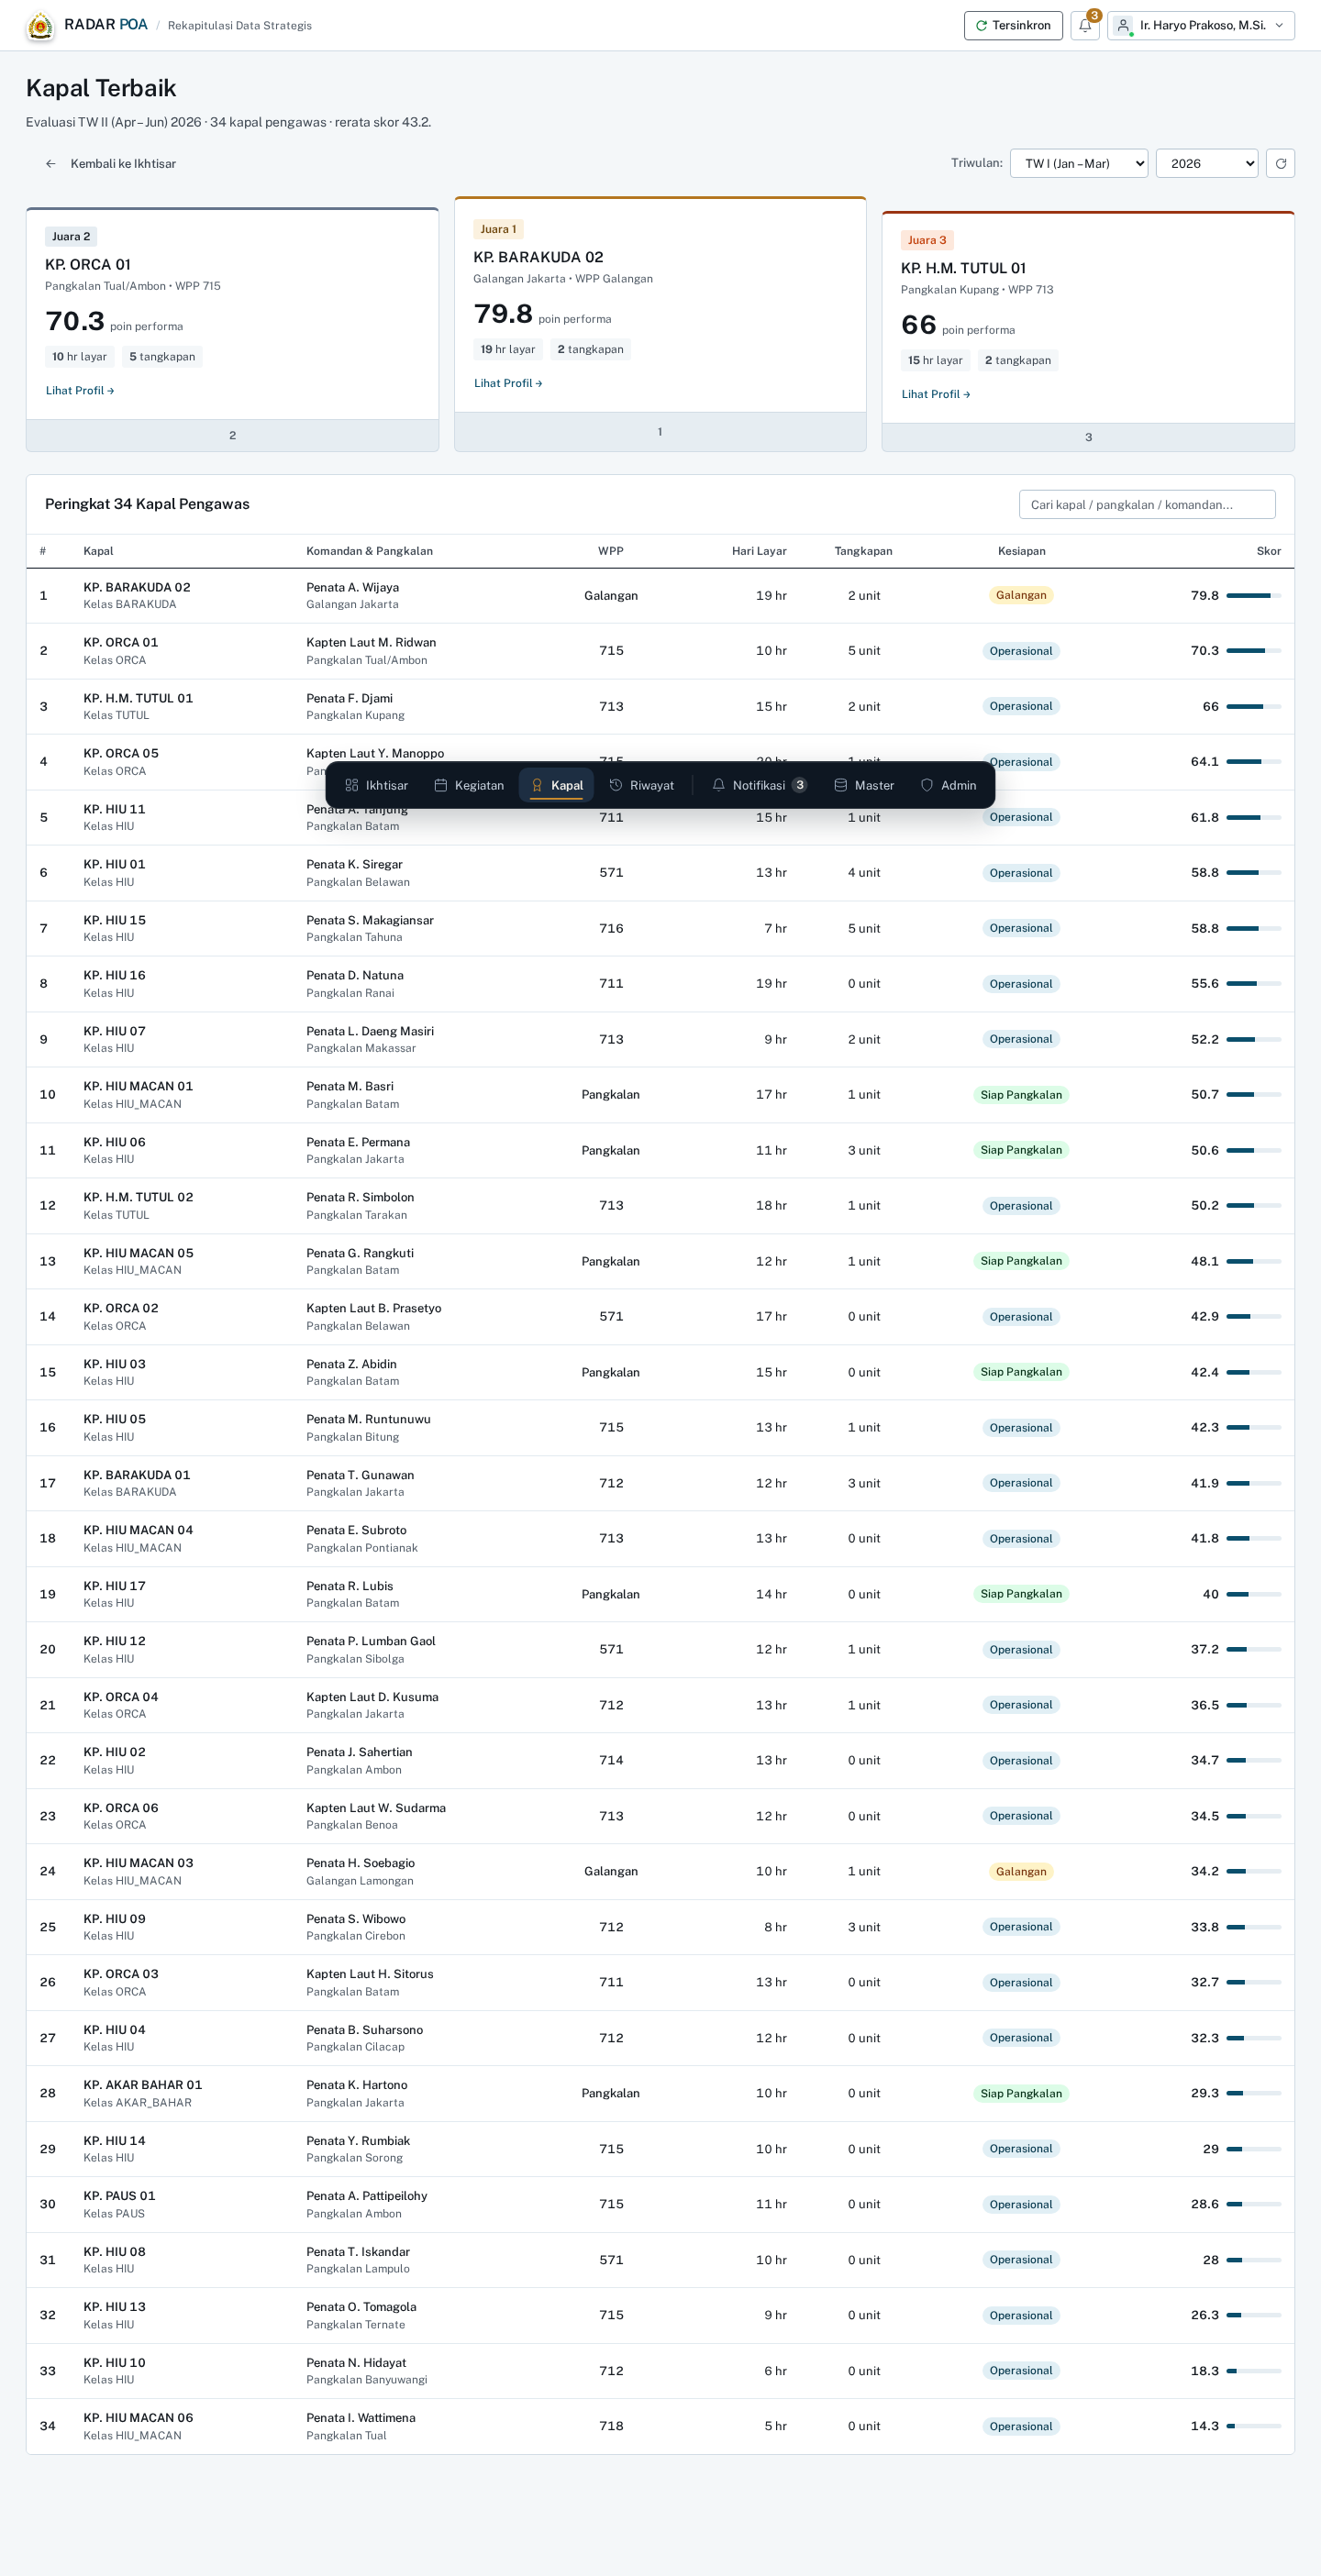 RADAR POA / Rekapitulasi Data Strategis
Tersinkron
3
Ir. Haryo Prakoso, M.Si.
Kapal Terbaik
Evaluasi TW II (Apr–Jun) 2026 · 34 kapal pengawas · rerata skor 43.2.
← Kembali ke Ikhtisar
Triwulan: TW I (Jan–Mar) 2026
Juara 2
KP. ORCA 01
Pangkalan Tual/Ambon • WPP 715
70.3 poin performa
10 hr layar 5 tangkapan
Lihat Profil →
2
Juara 1
KP. BARAKUDA 02
Galangan Jakarta • WPP Galangan
79.8 poin performa
19 hr layar 2 tangkapan
Lihat Profil →
1
Juara 3
KP. H.M. TUTUL 01
Pangkalan Kupang • WPP 713
66 poin performa
15 hr layar 2 tangkapan
Lihat Profil →
3
Peringkat 34 Kapal Pengawas
Cari kapal / pangkalan / komandan...
# Kapal Komandan & Pangkalan WPP Hari Layar Tangkapan Kesiapan Skor
1 KP. BARAKUDA 02 Penata A. Wijaya Galangan 19 hr 2 unit Galangan 79.8
Kelas BARAKUDA Galangan Jakarta
2 KP. ORCA 01 Kapten Laut M. Ridwan 715 10 hr 5 unit Operasional 70.3
Kelas ORCA Pangkalan Tual/Ambon
3 KP. H.M. TUTUL 01 Penata F. Djami 713 15 hr 2 unit Operasional 66
Kelas TUTUL Pangkalan Kupang
4 KP. ORCA 05 Kapten Laut Y. Manoppo Operasional 64.1
Kelas ORCA
Ikhtisar Kegiatan Kapal Riwayat Notifikasi 3 Master Admin
5 KP. HIU 11 Penata A. Tanjung 711 15 hr 1 unit Operasional 61.8
Kelas HIU Pangkalan Batam
6 KP. HIU 01 Penata K. Siregar 571 13 hr 4 unit Operasional 58.8
Kelas HIU Pangkalan Belawan
7 KP. HIU 15 Penata S. Makagiansar 716 7 hr 5 unit Operasional 58.8
Kelas HIU Pangkalan Tahuna
8 KP. HIU 16 Penata D. Natuna 711 19 hr 0 unit Operasional 55.6
Kelas HIU Pangkalan Ranai
9 KP. HIU 07 Penata L. Daeng Masiri 713 9 hr 2 unit Operasional 52.2
Kelas HIU Pangkalan Makassar
10 KP. HIU MACAN 01 Penata M. Basri Pangkalan 17 hr 1 unit Siap Pangkalan 50.7
Kelas HIU_MACAN Pangkalan Batam
11 KP. HIU 06 Penata E. Permana Pangkalan 11 hr 3 unit Siap Pangkalan 50.6
Kelas HIU Pangkalan Jakarta
12 KP. H.M. TUTUL 02 Penata R. Simbolon 713 18 hr 1 unit Operasional 50.2
Kelas TUTUL Pangkalan Tarakan
13 KP. HIU MACAN 05 Penata G. Rangkuti Pangkalan 12 hr 1 unit Siap Pangkalan 48.1
Kelas HIU_MACAN Pangkalan Batam
14 KP. ORCA 02 Kapten Laut B. Prasetyo 571 17 hr 0 unit Operasional 42.9
Kelas ORCA Pangkalan Belawan
15 KP. HIU 03 Penata Z. Abidin Pangkalan 15 hr 0 unit Siap Pangkalan 42.4
Kelas HIU Pangkalan Batam
16 KP. HIU 05 Penata M. Runtunuwu 715 13 hr 1 unit Operasional 42.3
Kelas HIU Pangkalan Bitung
17 KP. BARAKUDA 01 Penata T. Gunawan 712 12 hr 3 unit Operasional 41.9
Kelas BARAKUDA Pangkalan Jakarta
18 KP. HIU MACAN 04 Penata E. Subroto 713 13 hr 0 unit Operasional 41.8
Kelas HIU_MACAN Pangkalan Pontianak
19 KP. HIU 17 Penata R. Lubis Pangkalan 14 hr 0 unit Siap Pangkalan 40
Kelas HIU Pangkalan Batam
20 KP. HIU 12 Penata P. Lumban Gaol 571 12 hr 1 unit Operasional 37.2
Kelas HIU Pangkalan Sibolga
21 KP. ORCA 04 Kapten Laut D. Kusuma 712 13 hr 1 unit Operasional 36.5
Kelas ORCA Pangkalan Jakarta
22 KP. HIU 02 Penata J. Sahertian 714 13 hr 0 unit Operasional 34.7
Kelas HIU Pangkalan Ambon
23 KP. ORCA 06 Kapten Laut W. Sudarma 713 12 hr 0 unit Operasional 34.5
Kelas ORCA Pangkalan Benoa
24 KP. HIU MACAN 03 Penata H. Soebagio Galangan 10 hr 1 unit Galangan 34.2
Kelas HIU_MACAN Galangan Lamongan
25 KP. HIU 09 Penata S. Wibowo 712 8 hr 3 unit Operasional 33.8
Kelas HIU Pangkalan Cirebon
26 KP. ORCA 03 Kapten Laut H. Sitorus 711 13 hr 0 unit Operasional 32.7
Kelas ORCA Pangkalan Batam
27 KP. HIU 04 Penata B. Suharsono 712 12 hr 0 unit Operasional 32.3
Kelas HIU Pangkalan Cilacap
28 KP. AKAR BAHAR 01 Penata K. Hartono Pangkalan 10 hr 0 unit Siap Pangkalan 29.3
Kelas AKAR_BAHAR Pangkalan Jakarta
29 KP. HIU 14 Penata Y. Rumbiak 715 10 hr 0 unit Operasional 29
Kelas HIU Pangkalan Sorong
30 KP. PAUS 01 Penata A. Pattipeilohy 715 11 hr 0 unit Operasional 28.6
Kelas PAUS Pangkalan Ambon
31 KP. HIU 08 Penata T. Iskandar 571 10 hr 0 unit Operasional 28
Kelas HIU Pangkalan Lampulo
32 KP. HIU 13 Penata O. Tomagola 715 9 hr 0 unit Operasional 26.3
Kelas HIU Pangkalan Ternate
33 KP. HIU 10 Penata N. Hidayat 712 6 hr 0 unit Operasional 18.3
Kelas HIU Pangkalan Banyuwangi
34 KP. HIU MACAN 06 Penata I. Wattimena 718 5 hr 0 unit Operasional 14.3
Kelas HIU_MACAN Pangkalan Tual